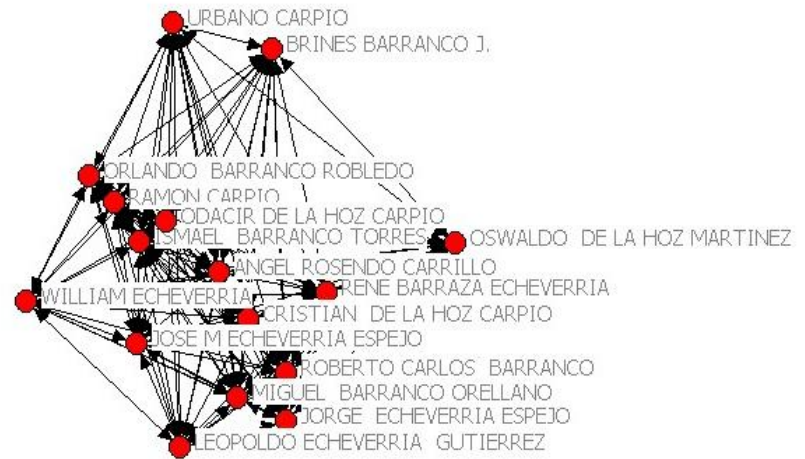 URBANO CARPIO
BRINES BARRANCO J.
ORLANDO BARRANCO ROBLEDO
RAMON CARPIO
TODACIR DE LA HOZ CARPIO
ISMAEL BARRANCO TORRES
OSWALDO DE LA HOZ MARTINEZ
ANGEL ROSENDO CARRILLO
RENE BARRAZA ECHEVERRIA
WILLIAM ECHEVERRIA
CRISTIAN DE LA HOZ CARPIO
JOSE M ECHEVERRIA ESPEJO
ROBERTO CARLOS BARRANCO
MIGUEL BARRANCO ORELLANO
JORGE ECHEVERRIA ESPEJO
LEOPOLDO ECHEVERRIA GUTIERREZ